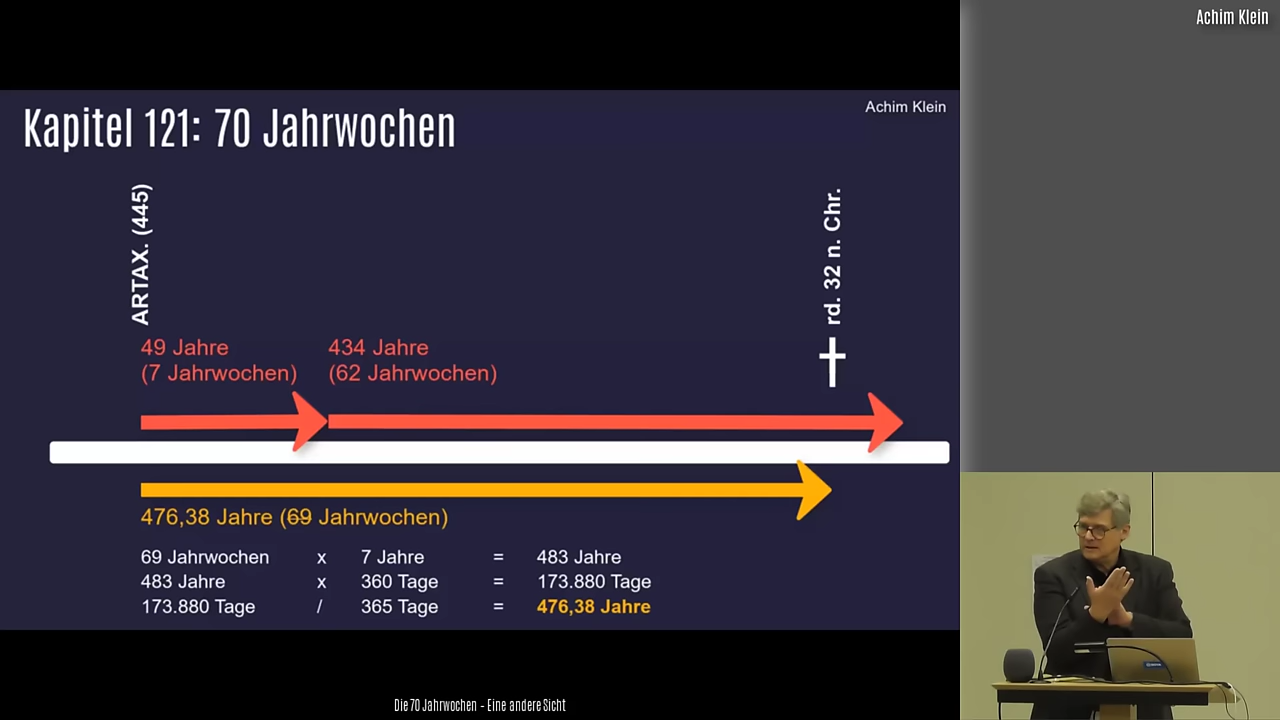 Achim Klein
Kapitel 121: 70 Jahrwochen
Achim Klein
ARTAX. (445)
rd. 32 n. Chr.
49 Jahre
(7 Jahrwochen)
434 Jahre
(62 Jahrwochen)
476,38 Jahre (69 Jahrwochen)
69 Jahrwochen x 7 Jahre = 483 Jahre
483 Jahre x 360 Tage = 173.880 Tage
173.880 Tage / 365 Tage = 476,38 Jahre
Die 70 Jahrwochen - Eine andere Sicht